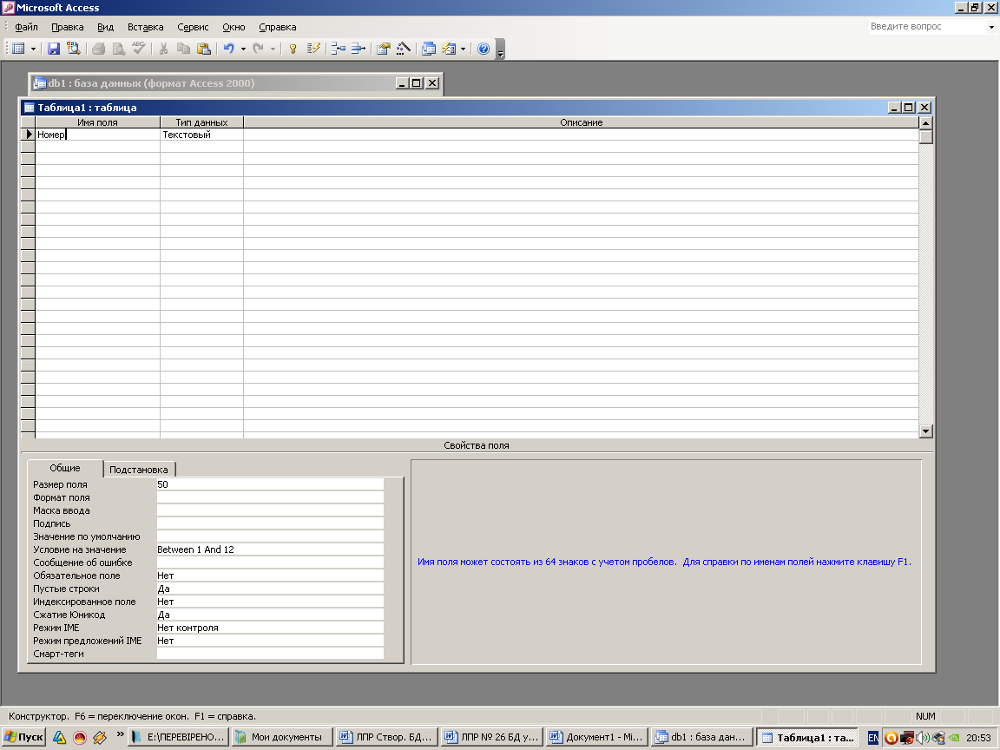 Microsoft Access
Файл Правка Вид Вставка Сервис Окно Справка Введите вопрос
db1 : база данных (формат Access 2000)
Таблица1 : таблица
Имя поля Тип данных Описание
Номер Текстовый
Свойства поля
Общие Подстановка
Размер поля 50
Формат поля
Маска ввода
Подпись
Значение по умолчанию
Условие на значение Between 1 And 12
Сообщение об ошибке
Обязательное поле Нет
Пустые строки Да
Индексированное поле Нет
Сжатие Юникод Да
Режим IME Нет контроля
Режим предложений IME Нет
Смарт-теги
Имя поля может состоять из 64 знаков с учетом пробелов. Для справки по именам полей нажмите клавишу F1.
Конструктор. F6 = переключение окон. F1 = справка. NUM
Пуск » E:\ПЕРЕВІРЕНО... Мои документы ЛПР Створ. БД... ЛПР № 26 БД у... Документ1 - Mi... db1 : база дан... Таблица1 : та... EN 20:53